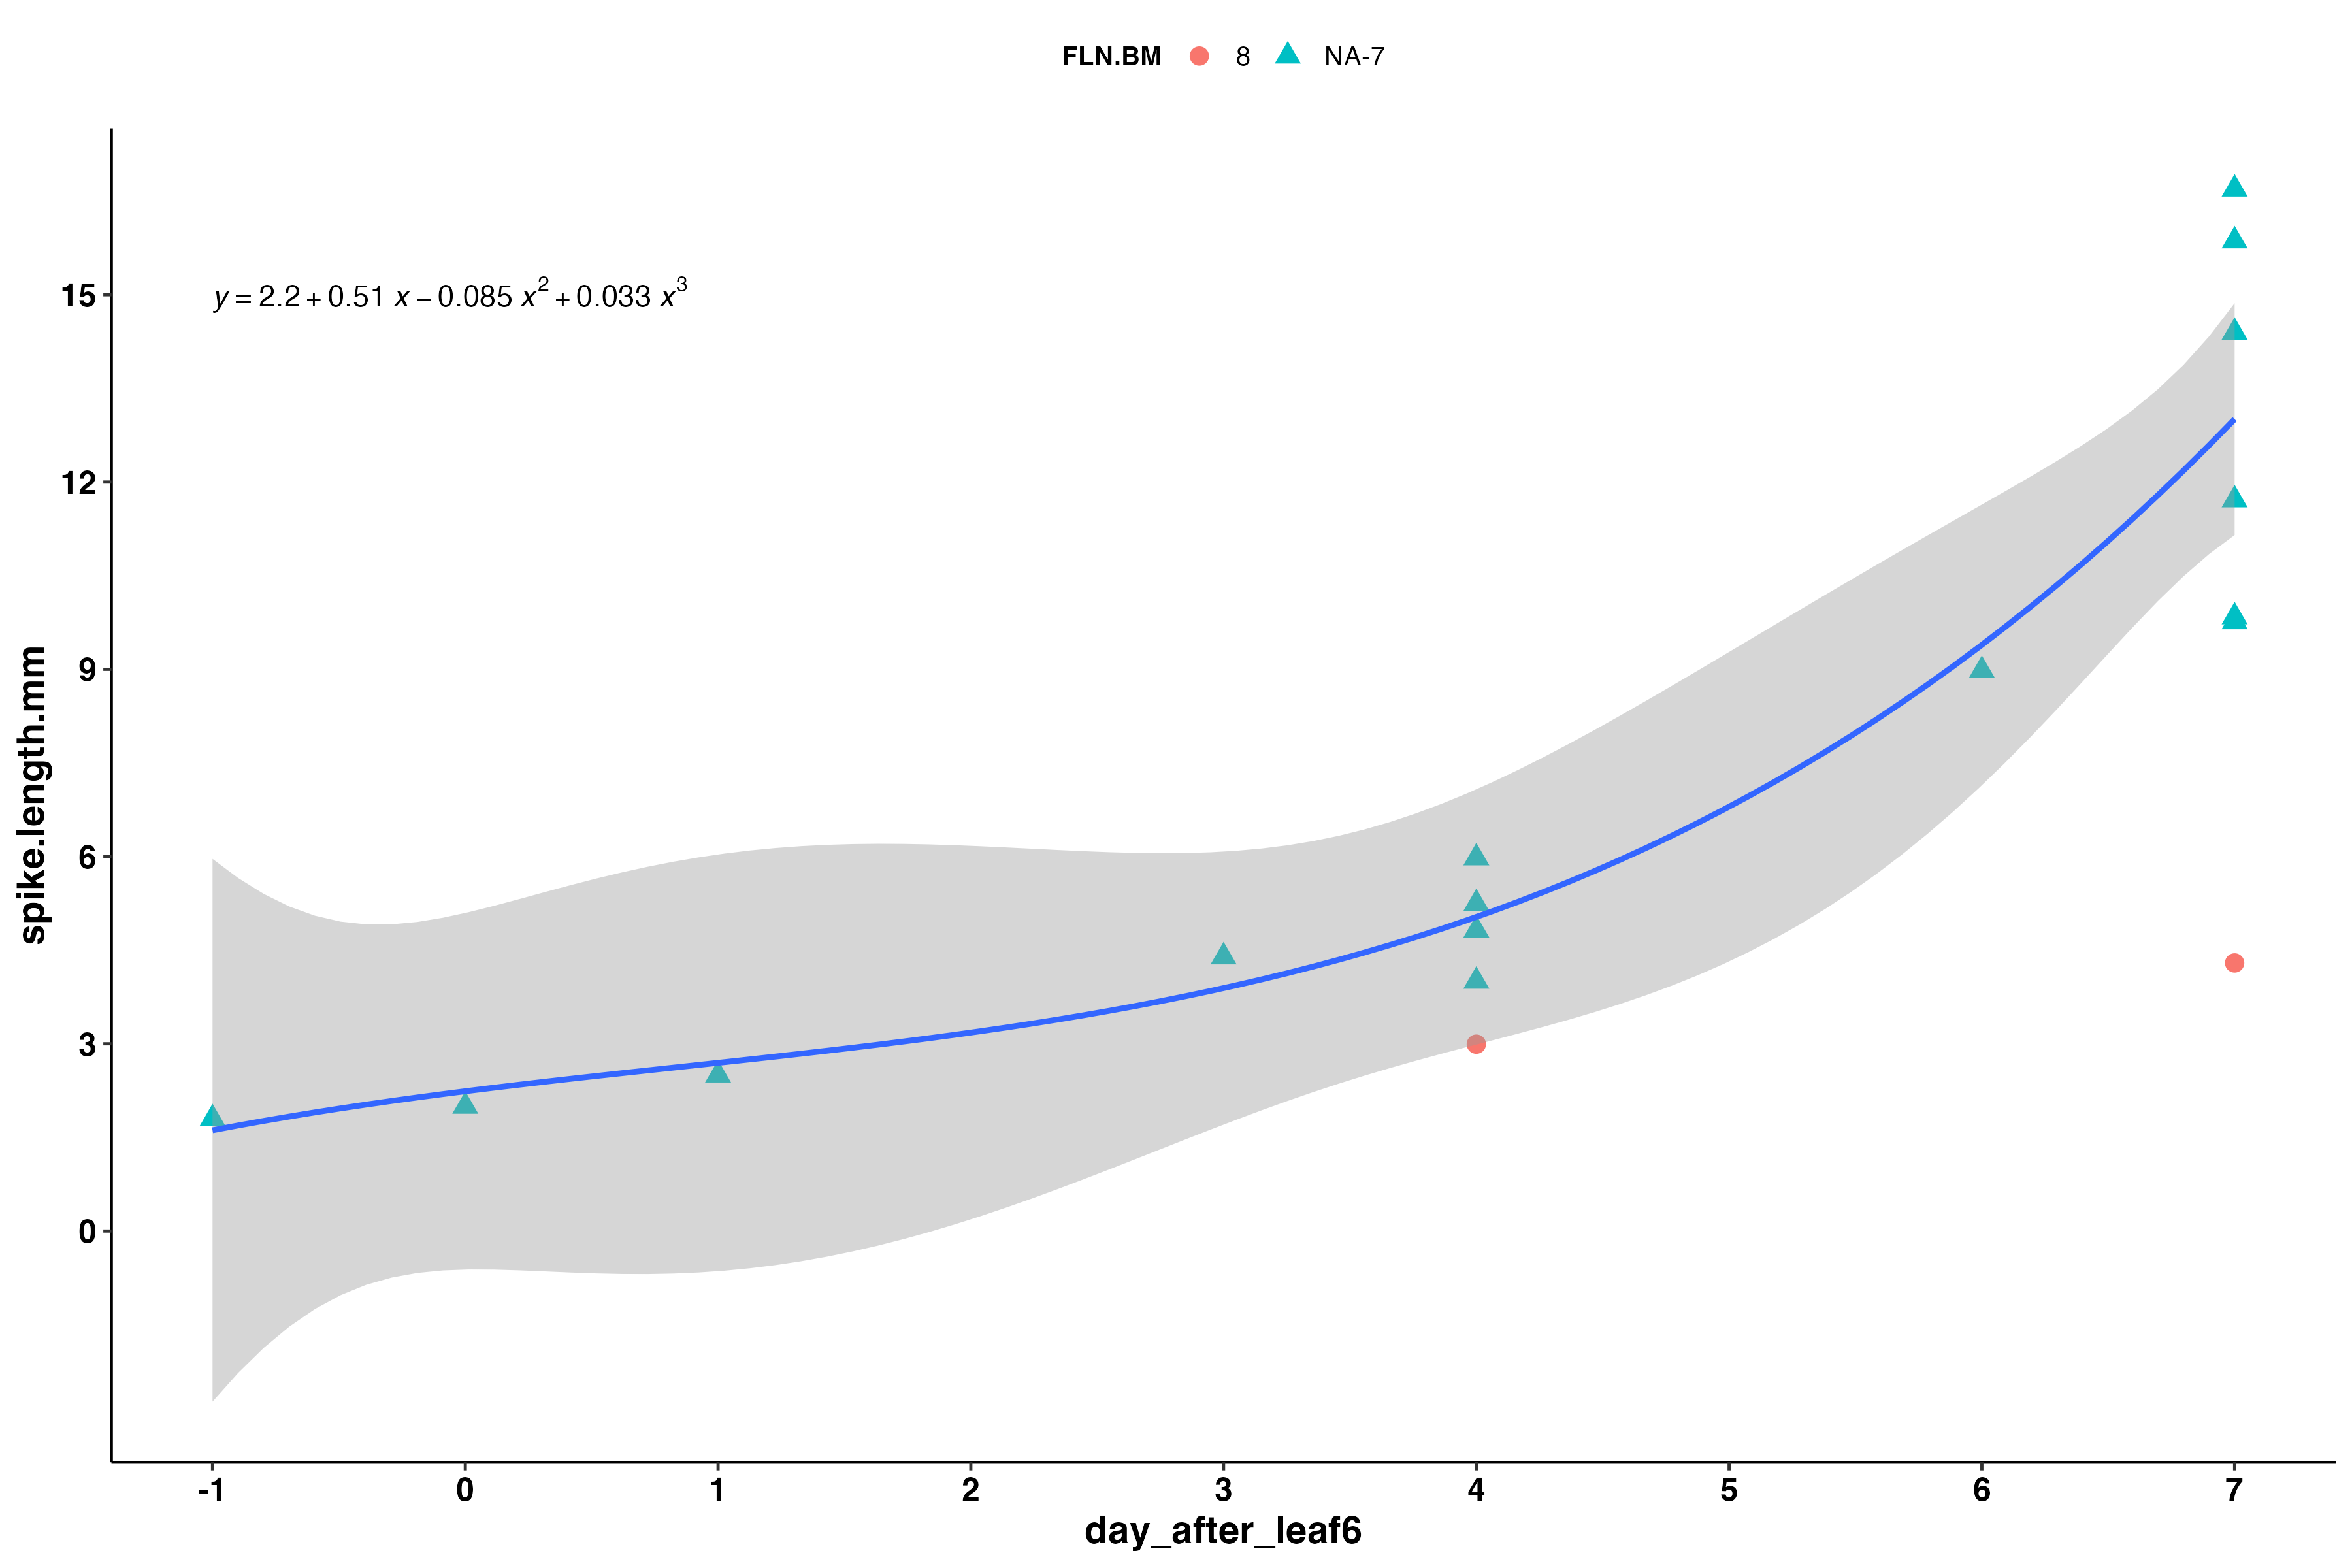 FLN.BM 8 NA-7
y = 2.2 + 0.51 x − 0.085 x² + 0.033 x³
15
12
9
6
3
0
spike.length.mm
-1 0 1 2 3 4 5 6 7
day_after_leaf6